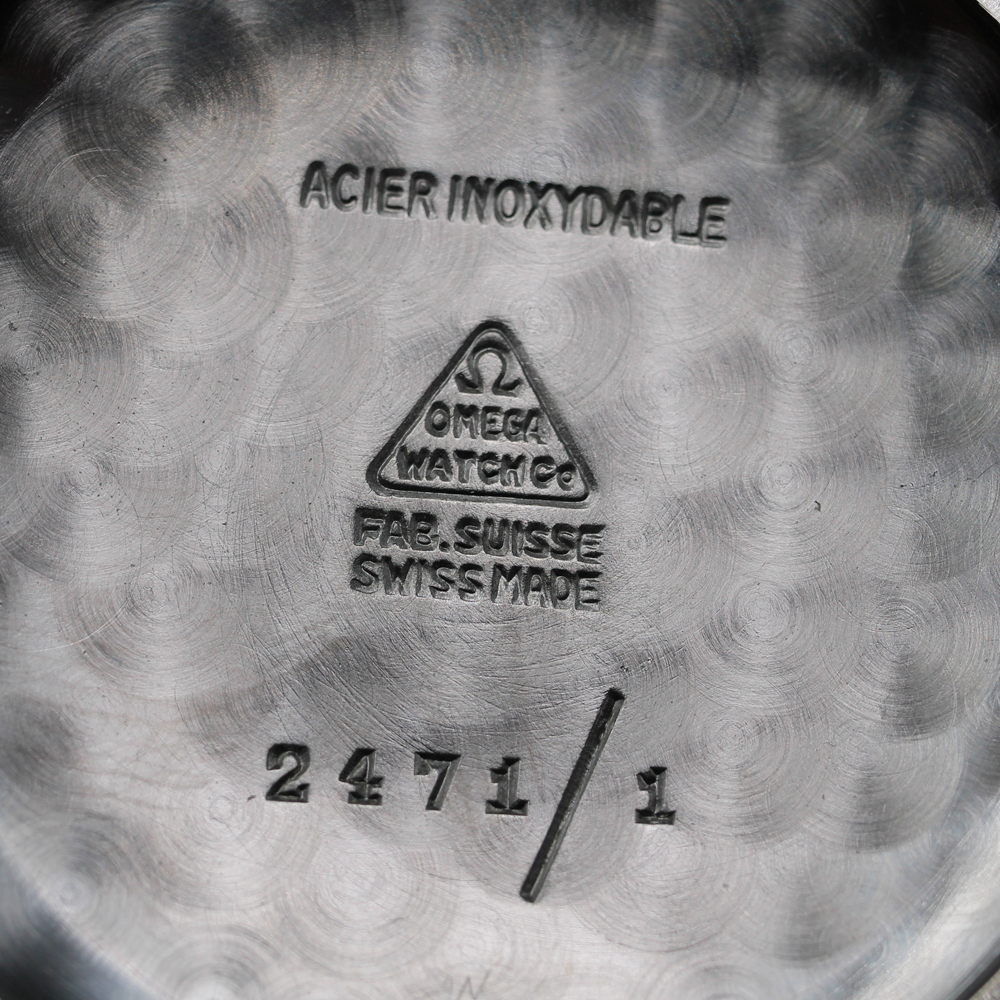 ACIER INOXYDABLE
Ω
OMEGA
WATCH Co
FAB. SUISSE
SWISS MADE
2471/1